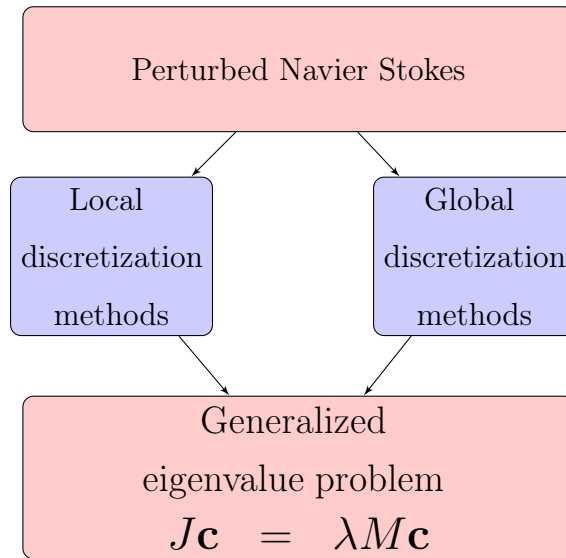 Perturbed Navier Stokes
Local
discretization
methods
Global
discretization
methods
Generalized
eigenvalue problem
J𝐜 = λM𝐜